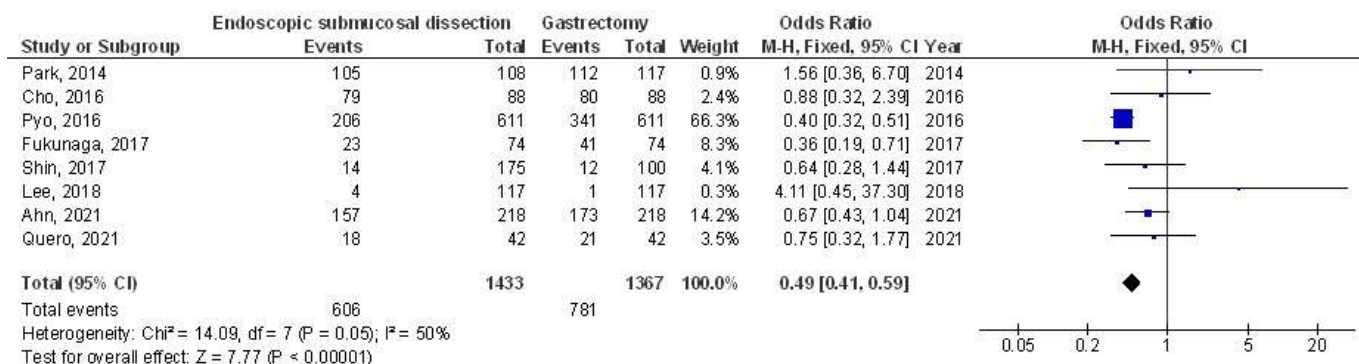 Endoscopic submucosal dissection Gastrectomy Odds Ratio Odds Ratio
Study or Subgroup Events Total Events Total Weight M-H, Fixed, 95% CI Year M-H, Fixed, 95% CI
Park, 2014 105 108 112 117 0.9% 1.56 [0.36, 6.70] 2014
Cho, 2016 79 88 80 88 2.4% 0.88 [0.32, 2.39] 2016
Pyo, 2016 206 611 341 611 66.3% 0.40 [0.32, 0.51] 2016
Fukunaga, 2017 23 74 41 74 8.3% 0.36 [0.19, 0.71] 2017
Shin, 2017 14 175 12 100 4.1% 0.64 [0.28, 1.44] 2017
Lee, 2018 4 117 1 117 0.3% 4.11 [0.45, 37.30] 2018
Ahn, 2021 157 218 173 218 14.2% 0.67 [0.43, 1.04] 2021
Quero, 2021 18 42 21 42 3.5% 0.75 [0.32, 1.77] 2021
Total (95% CI) 1433 1367 100.0% 0.49 [0.41, 0.59]
Total events 606 781
Heterogeneity: Chi² = 14.09, df = 7 (P = 0.05); I² = 50%
Test for overall effect: Z = 7.77 (P < 0.00001)
0.05 0.2 1 5 20